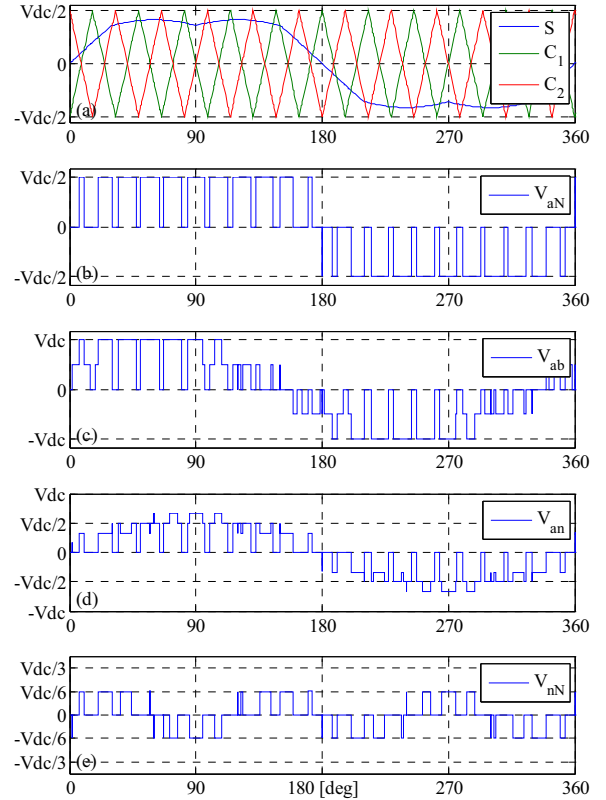 Vdc/2
0
-Vdc/2
(a)
S
C1
C2
0 90 180 270 360
Vdc/2
0
-Vdc/2
(b)
VaN
0 90 180 270 360
Vdc
0
-Vdc
(c)
Vab
0 90 180 270 360
Vdc
Vdc/2
0
-Vdc/2
-Vdc
(d)
Van
0 90 180 270 360
Vdc/3
Vdc/6
0
-Vdc/6
-Vdc/3
(e)
VnN
0 90 180 [deg] 270 360